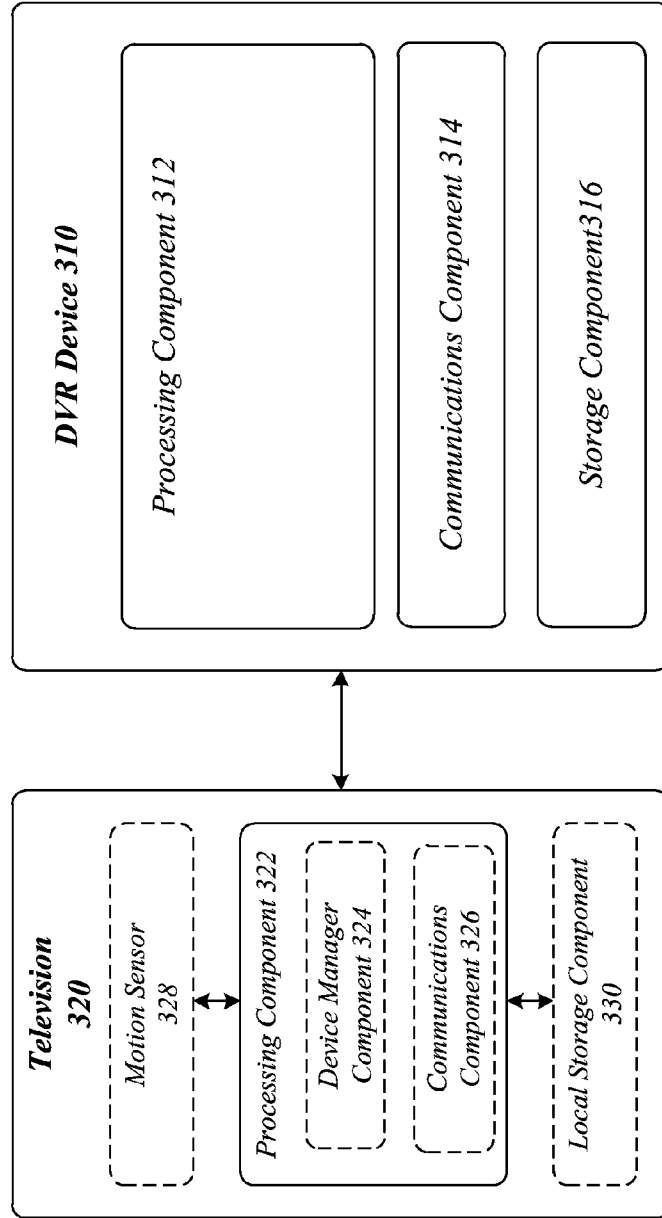 Television
320
Motion Sensor
328
Processing Component 322
Device Manager
Component 324
Communications
Component 326
Local Storage Component
330
DVR Device 310
Processing Component 312
Communications Component 314
Storage Component316